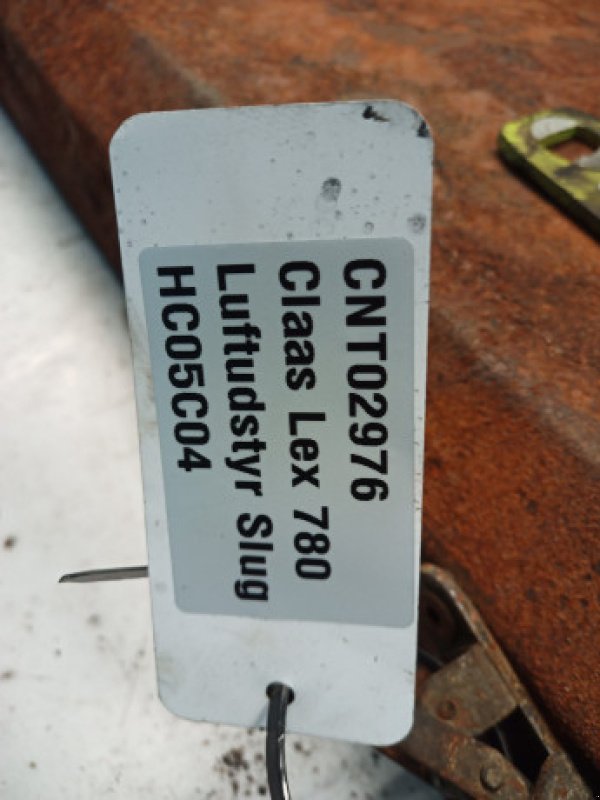 CNT02976
Claas Lex 780
Luftudstyr Slug
HC05C04